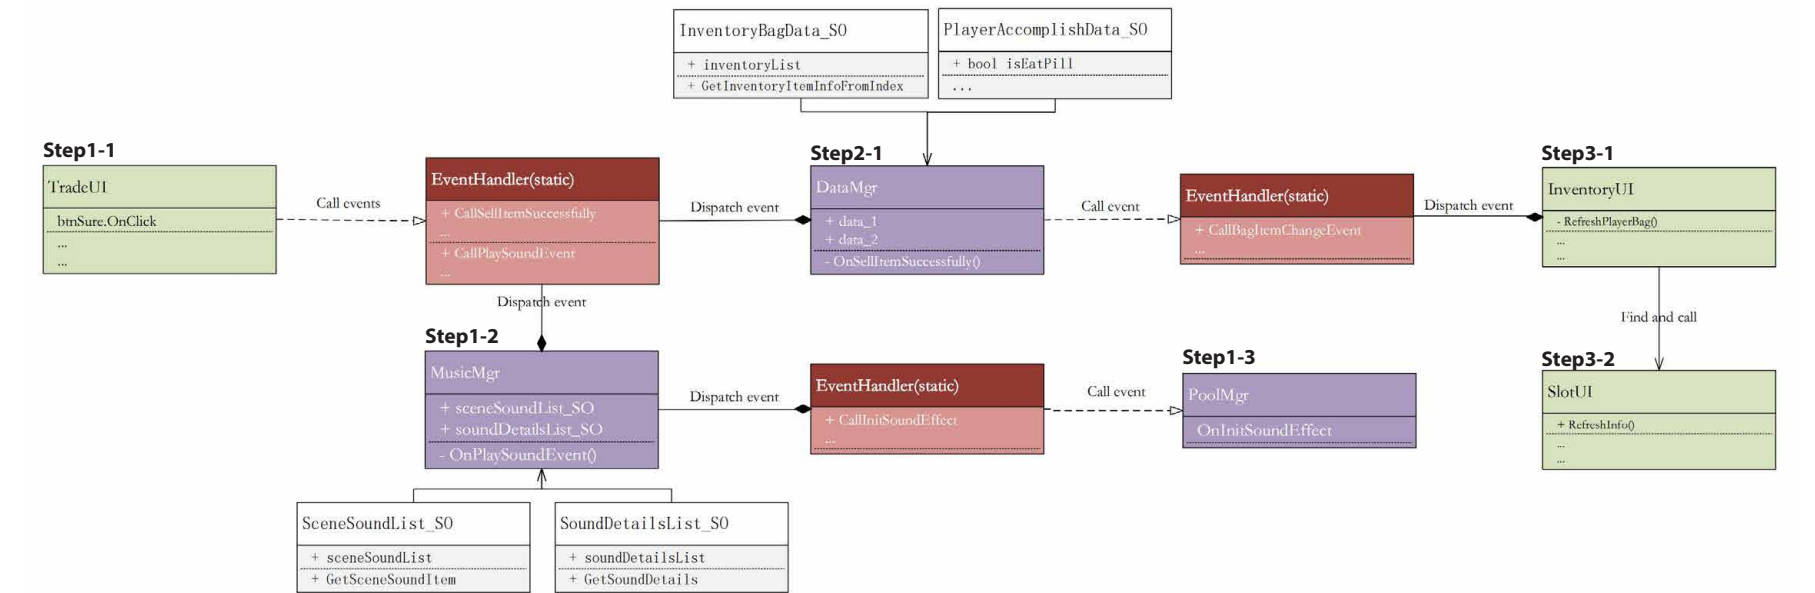 InventoryBagData_SO
+ inventoryList
+ GetInventoryItemInfoFromIndex
PlayerAccomplishData_SO
+ bool isEatPill
...
Step1-1
TradeUI
btnSure.OnClick
...
...
Call events
EventHandler(static)
+ CallSellItemSuccessfully
...
+ CallPlaySoundEvent
...
Dispatch event
Step2-1
DataMgr
+ data_1
+ data_2
- OnSellItemSuccessfully()
Call event
EventHandler(static)
+ CallBagItemChangeEvent
...
Dispatch event
Step3-1
InventoryUI
- RefreshPlayerBag()
...
...
Dispatch event
Find and call
Step1-2
MusicMgr
+ sceneSoundList_SO
+ soundDetailsList_SO
- OnPlaySoundEvent()
Dispatch event
EventHandler(static)
+ CallInitSoundEffect
...
Call event
Step1-3
PoolMgr
OnInitSoundEffect
Step3-2
SlotUI
+ RefreshInfo()
...
...
SceneSoundList_SO
+ sceneSoundList
+ GetSceneSoundItem
SoundDetailsList_SO
+ soundDetailsList
+ GetSoundDetails